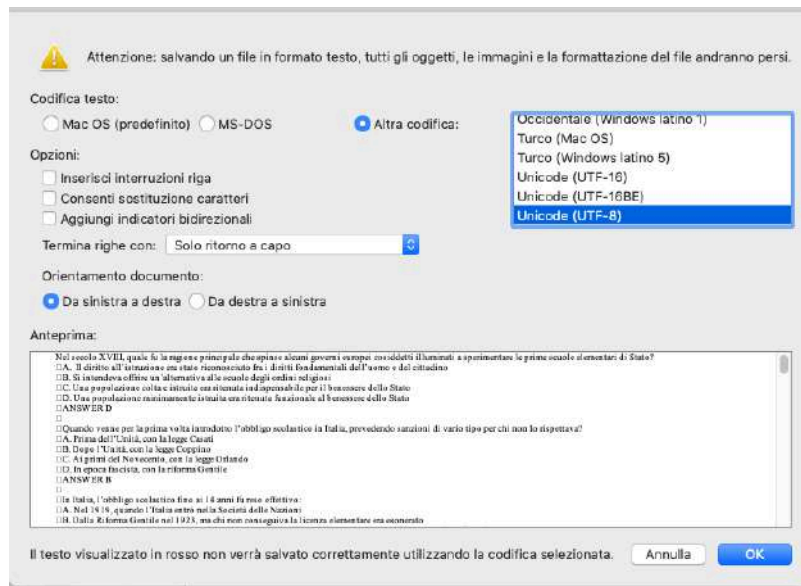 Attenzione: salvando un file in formato testo, tutti gli oggetti, le immagini e la formattazione del file andranno persi.
Codifica testo:
Mac OS (predefinito) MS-DOS Altra codifica:
Occidentale (Windows latino 1)
Turco (Mac OS)
Turco (Windows latino 5)
Unicode (UTF-16)
Unicode (UTF-16BE)
Unicode (UTF-8)
Opzioni:
Inserisci interruzioni riga
Consenti sostituzione caratteri
Aggiungi indicatori bidirezionali
Termina righe con: Solo ritorno a capo
Orientamento documento:
Da sinistra a destra Da destra a sinistra
Anteprima:
Nel secolo XVIII, quale fu la ragione principale che spinse alcuni governi europei cosiddetti illuminati a sperimentare le prime scuole elementari di Stato?
□A. Il diritto all'istruzione era stato riconosciuto fra i diritti fondamentali dell'uomo e del cittadino
□B. Si intendeva offrire un'alternativa alle scuole degli ordini religiosi
□C. Una popolazione colta e istruita era ritenuta indispensabile per il benessere dello Stato
□D. Una popolazione minimamente istruita era ritenuta funzionale al benessere dello Stato
□ANSWER D
□
□Quando venne per la prima volta introdotto l'obbligo scolastico in Italia, prevedendo sanzioni di vario tipo per chi non lo rispettava?
□A. Prima dell'Unità, con la legge Casati
□B. Dopo l'Unità, con la legge Coppino
□C. Ai primi del Novecento, con la legge Orlando
□D. In epoca fascista, con la riforma Gentile
□ANSWER B
□
□In Italia, l'obbligo scolastico fino ai 14 anni fu reso effettivo:
□A. Nel 1919, quando l'Italia entrò nella Società delle Nazioni
□B. Dalla Riforma Gentile nel 1923, ma chi non conseguiva la licenza elementare era esonerato
Il testo visualizzato in rosso non verrà salvato correttamente utilizzando la codifica selezionata. Annulla OK